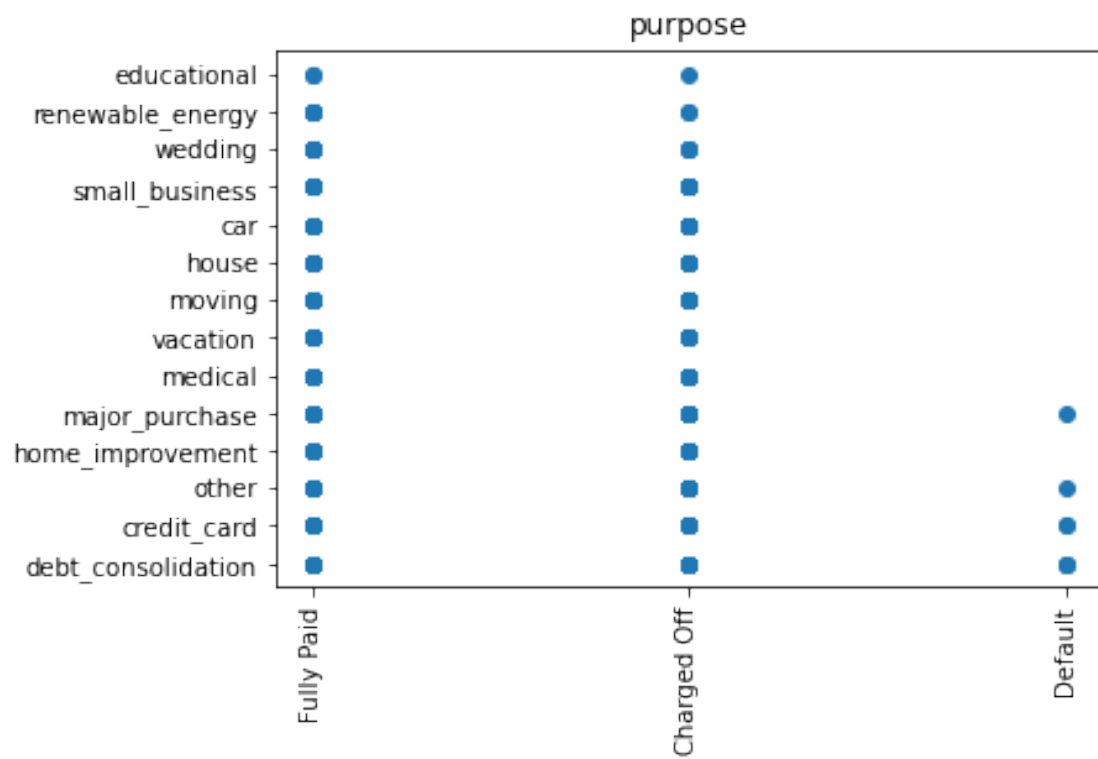 purpose
educational
renewable_energy
wedding
small_business
car
house
moving
vacation
medical
major_purchase
home_improvement
other
credit_card
debt_consolidation
Fully Paid
Charged Off
Default